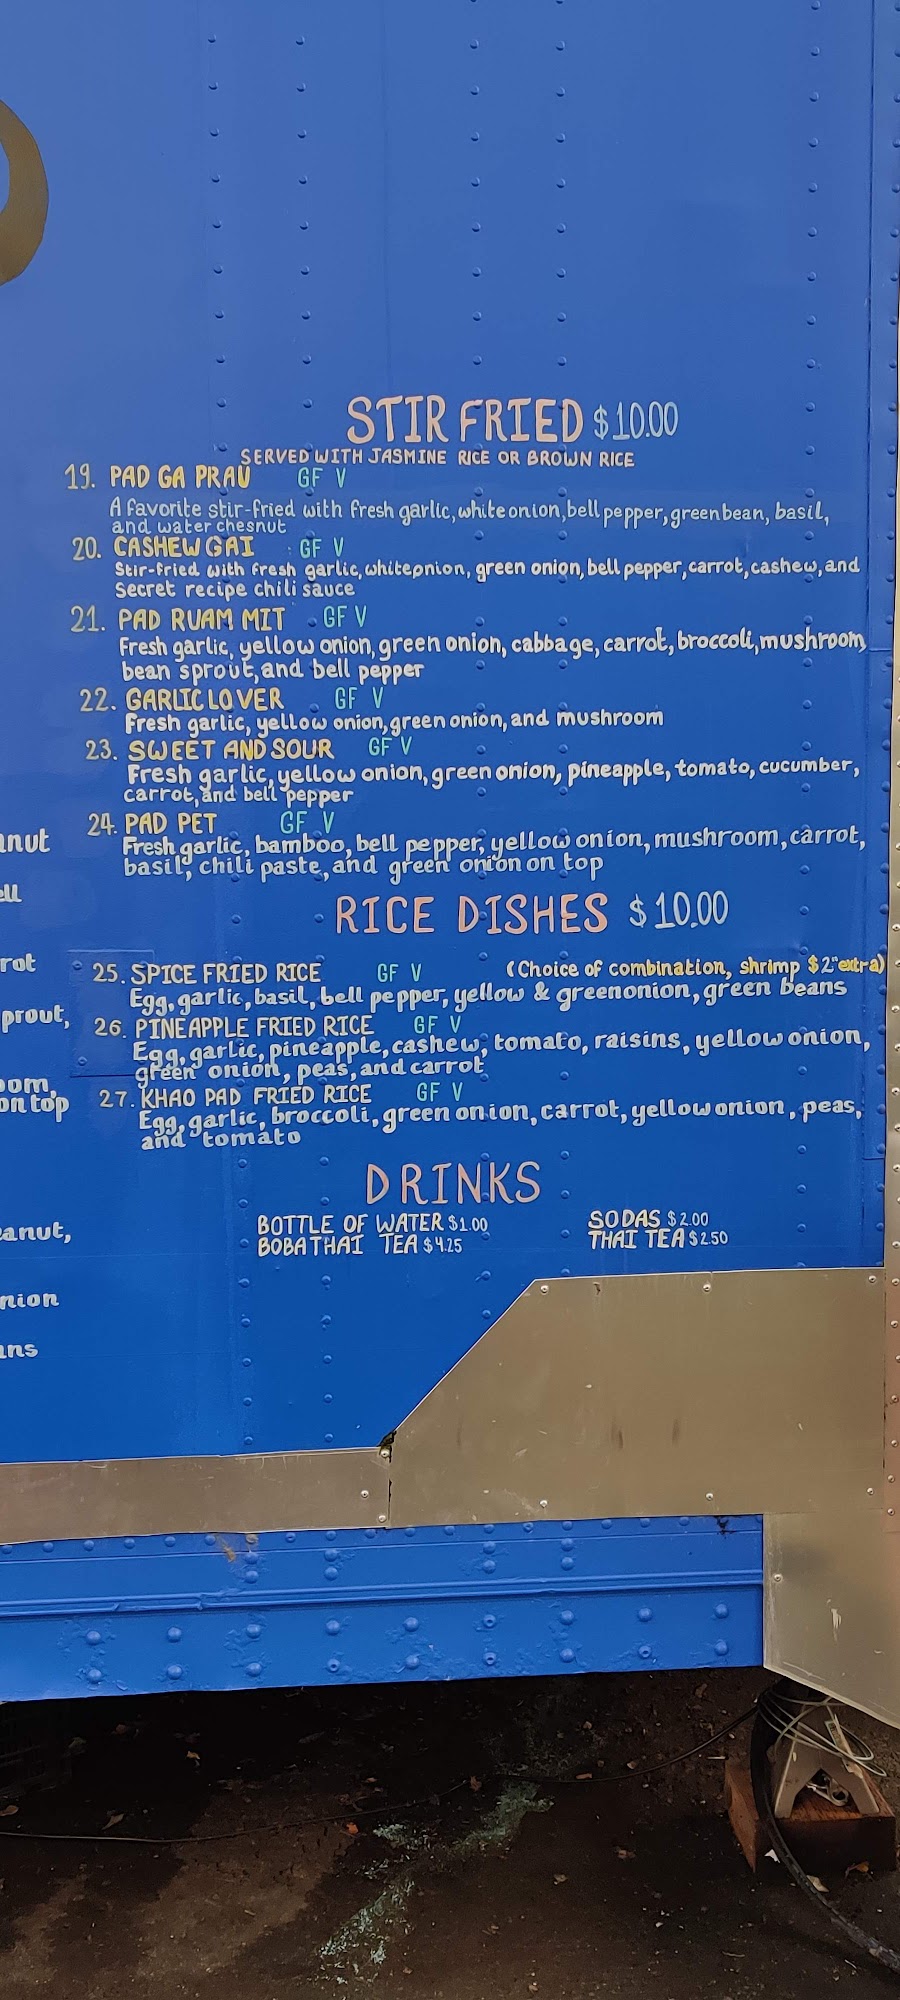 STIR FRIED $10.00
SERVED WITH JASMINE RICE OR BROWN RICE
19. PAD GA PRAU GF V
A favorite stir-fried with fresh garlic, white onion, bell pepper, green bean, basil,
and water chesnut
20. CASHEW GAI GF V
Stir-fried with fresh garlic, white onion, green onion, bell pepper, carrot, cashew, and
Secret recipe chili sauce
21. PAD RUAM MIT GF V
Fresh garlic, yellow onion, green onion, cabbage, carrot, broccoli, mushroom,
bean sprout, and bell pepper
22. GARLIC LOVER GF V
Fresh garlic, yellow onion, green onion, and mushroom
23. SWEET AND SOUR GF V
Fresh garlic, yellow onion, green onion, pineapple, tomato, cucumber,
carrot, and bell pepper
24. PAD PET GF V
Fresh garlic, bamboo, bell pepper, yellow onion, mushroom, carrot,
basil, chili paste, and green onion on top
RICE DISHES $10.00
(Choice of combination, shrimp $2 extra)
25. SPICE FRIED RICE GF V
Egg, garlic, basil, bell pepper, yellow & green onion, green beans
26. PINEAPPLE FRIED RICE GF V
Egg, garlic, pineapple, cashew, tomato, raisins, yellow onion,
green onion, peas, and carrot
27. KHAO PAD FRIED RICE GF V
Egg, garlic, broccoli, green onion, carrot, yellow onion, peas,
and tomato
DRINKS
BOTTLE OF WATER $1.00 SODAS $2.00
BOBA THAI TEA $4.25 THAI TEA $2.50
anut
ell
rot
prout,
oom,
on top
eanut,
nion
ans